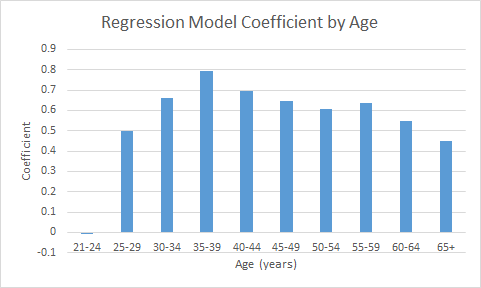 Regression Model Coefficient by Age
0.9
0.8
0.7
0.6
0.5
0.4
0.3
0.2
0.1
0
-0.1
Coefficient
21-24 25-29 30-34 35-39 40-44 45-49 50-54 55-59 60-64 65+
Age (years)